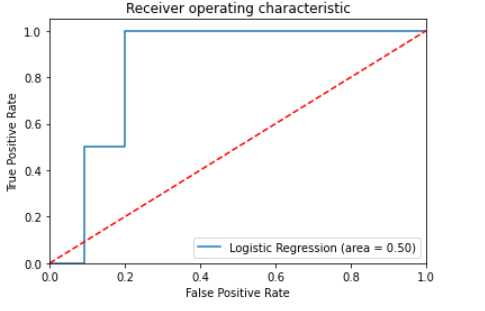 Receiver operating characteristic
1.0
0.8
0.6
0.4
0.2
0.0
True Positive Rate
Logistic Regression (area = 0.50)
0.0 0.2 0.4 0.6 0.8 1.0
False Positive Rate